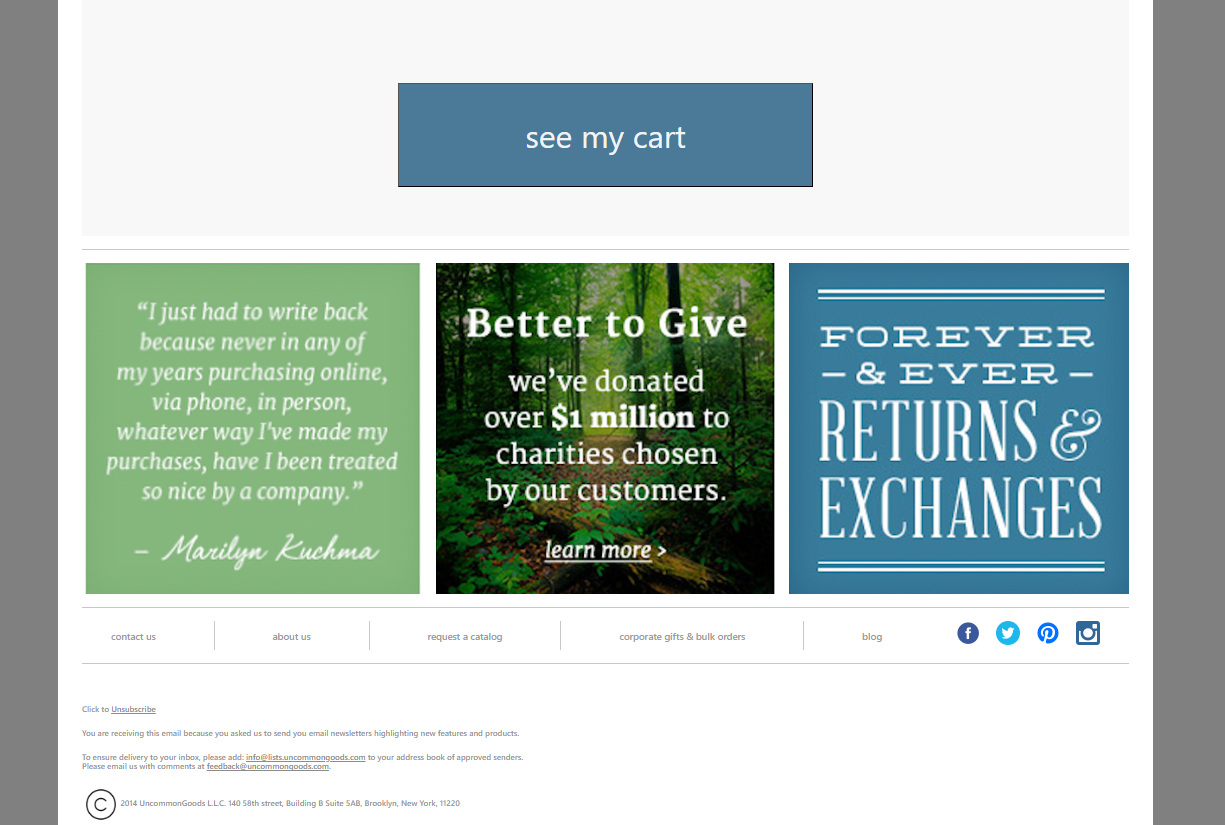 see my cart
“I just had to write back
because never in any of
my years purchasing online,
via phone, in person,
whatever way I've made my
purchases, have I been treated
so nice by a company.”
– Marilyn Kuchma
Better to Give
we’ve donated
over $1 million to
charities chosen
by our customers.
learn more >
FOREVER
– & EVER –
RETURNS &
EXCHANGES
contact us
about us
request a catalog
corporate gifts & bulk orders
blog
Click to Unsubscribe
You are receiving this email because you asked us to send you email newsletters highlighting new features and products.
To ensure delivery to your inbox, please add: info@lists.uncommongoods.com to your address book of approved senders.
Please email us with comments at feedback@uncommongoods.com.
© 2014 UncommonGoods L.L.C. 140 58th street, Building B Suite 5AB, Brooklyn, New York, 11220